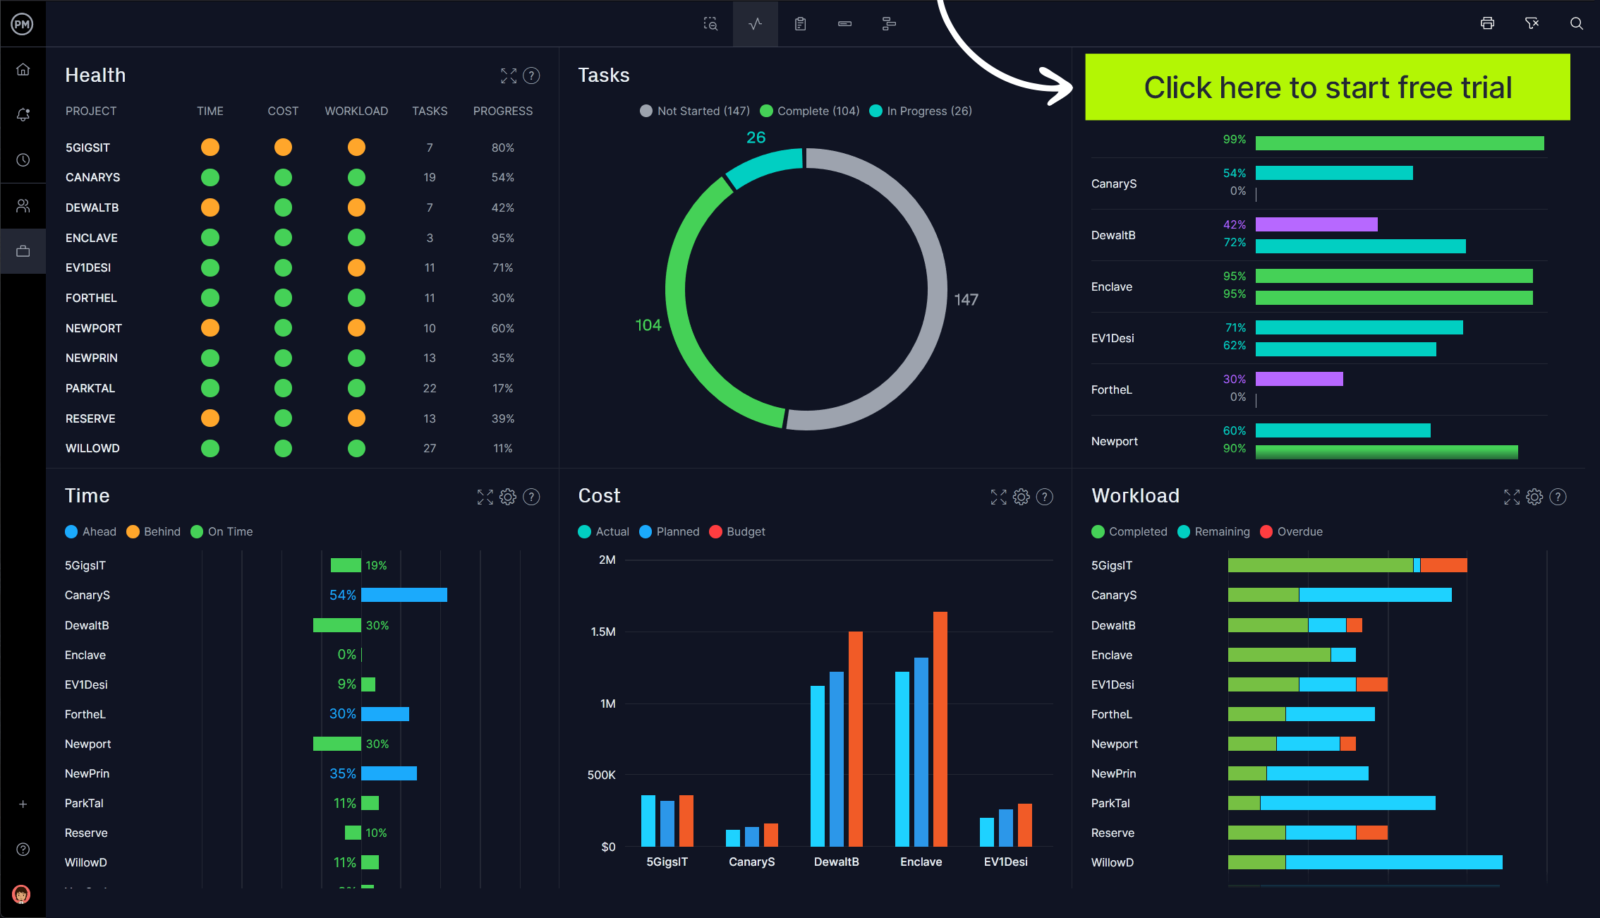 PM
Click here to start free trial
Health
?
PROJECT TIME COST WORKLOAD TASKS PROGRESS
5GIGSIT 7 80%
CANARYS 19 54%
DEWALTB 7 42%
ENCLAVE 3 95%
EV1DESI 11 71%
FORTHEL 11 30%
NEWPORT 10 60%
NEWPRIN 13 35%
PARKTAL 22 17%
RESERVE 13 39%
WILLOWD 27 11%
Tasks
Not Started (147) Complete (104) In Progress (26)
26
147
104
99%
CanaryS 54%
0%
DewaltB 42%
72%
Enclave 95%
95%
EV1Desi 71%
62%
FortheL 30%
0%
Newport 60%
90%
Time
?
Ahead Behind On Time
5GigsIT 19%
CanaryS 54%
DewaltB 30%
Enclave 0%
EV1Desi 9%
FortheL 30%
Newport 30%
NewPrin 35%
ParkTal 11%
Reserve 10%
WillowD 11%
Cost
?
Actual Planned Budget
2M
1.5M
1M
500K
$0
5GigsIT CanaryS DewaltB Enclave EV1Desi
Workload
?
Completed Remaining Overdue
5GigsIT
CanaryS
DewaltB
Enclave
EV1Desi
FortheL
Newport
NewPrin
ParkTal
Reserve
WillowD
?